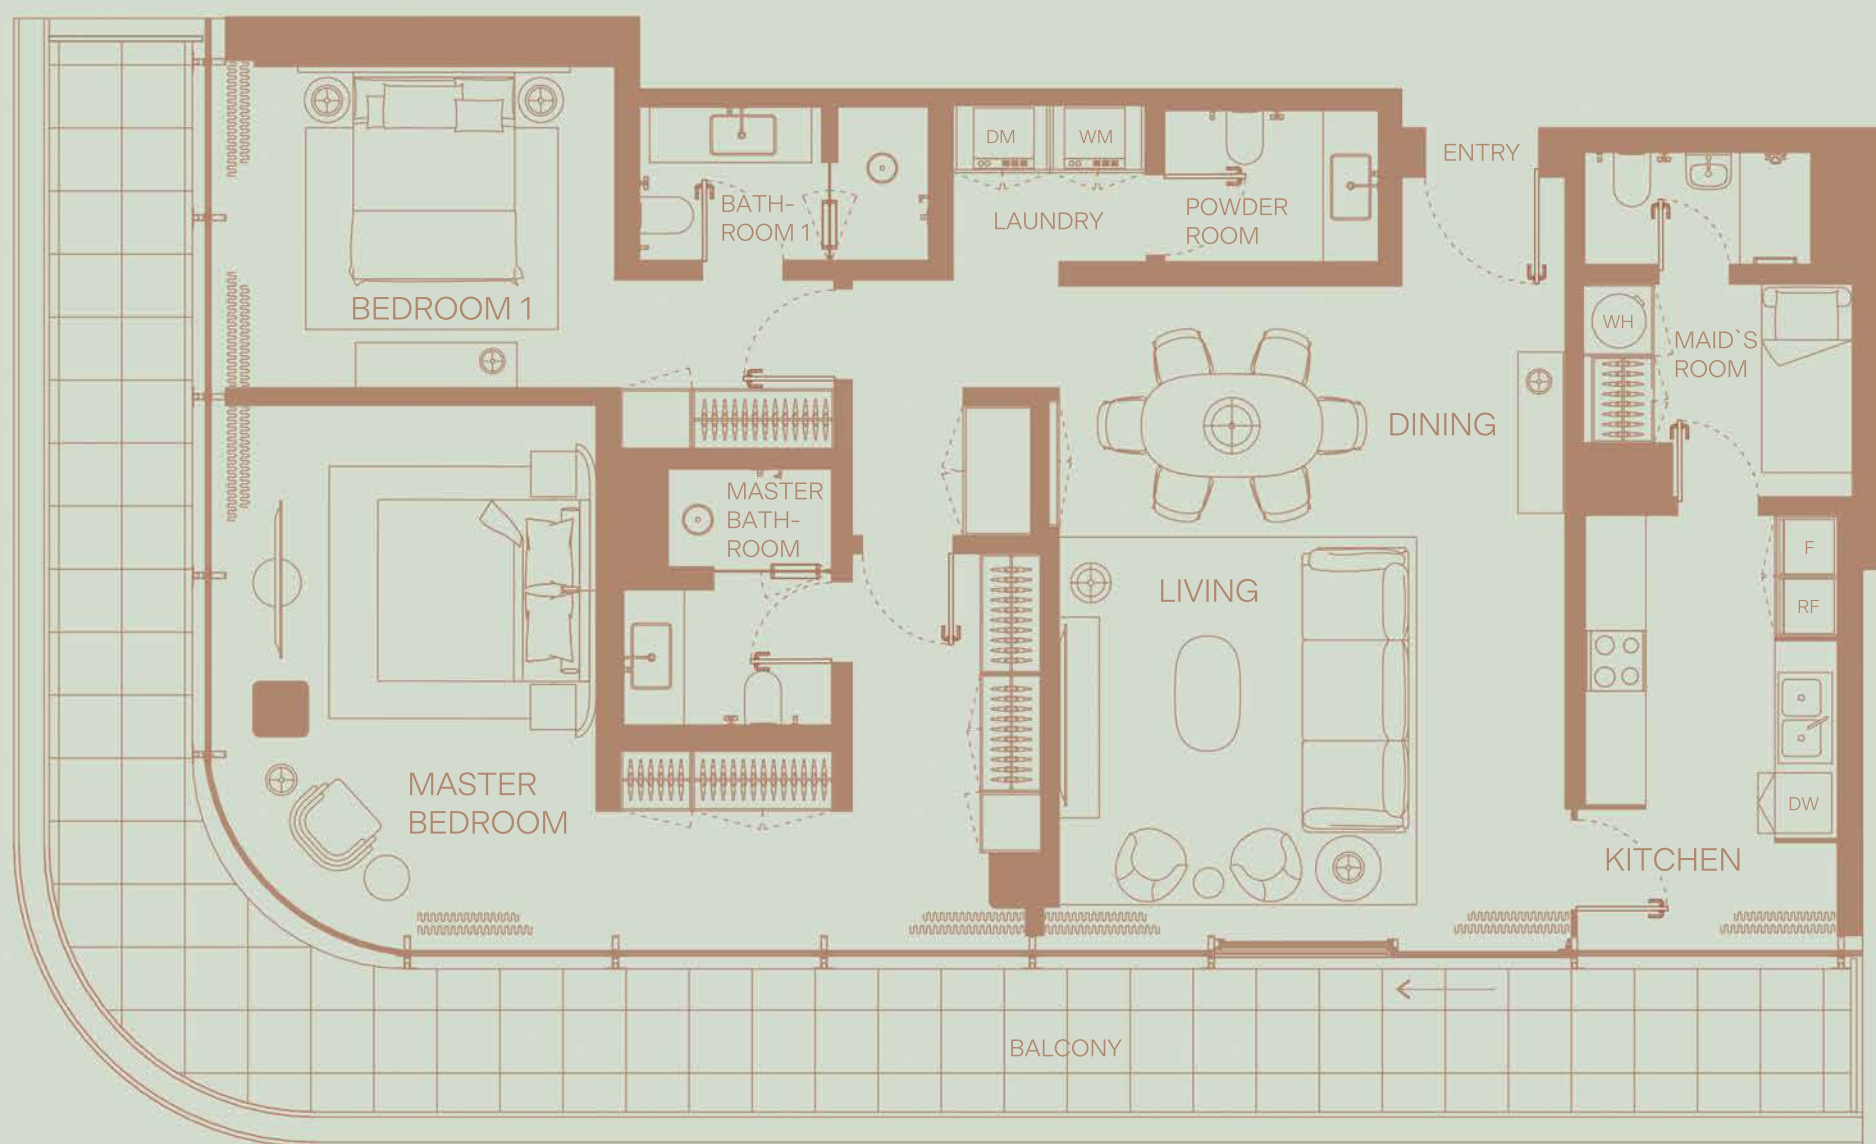 DM
WM
ENTRY
BATH-
ROOM 1
LAUNDRY
POWDER
ROOM
BEDROOM 1
WH
MAID`S
ROOM
DINING
MASTER
BATH-
ROOM
F
LIVING
RF
MASTER
BEDROOM
DW
KITCHEN
BALCONY